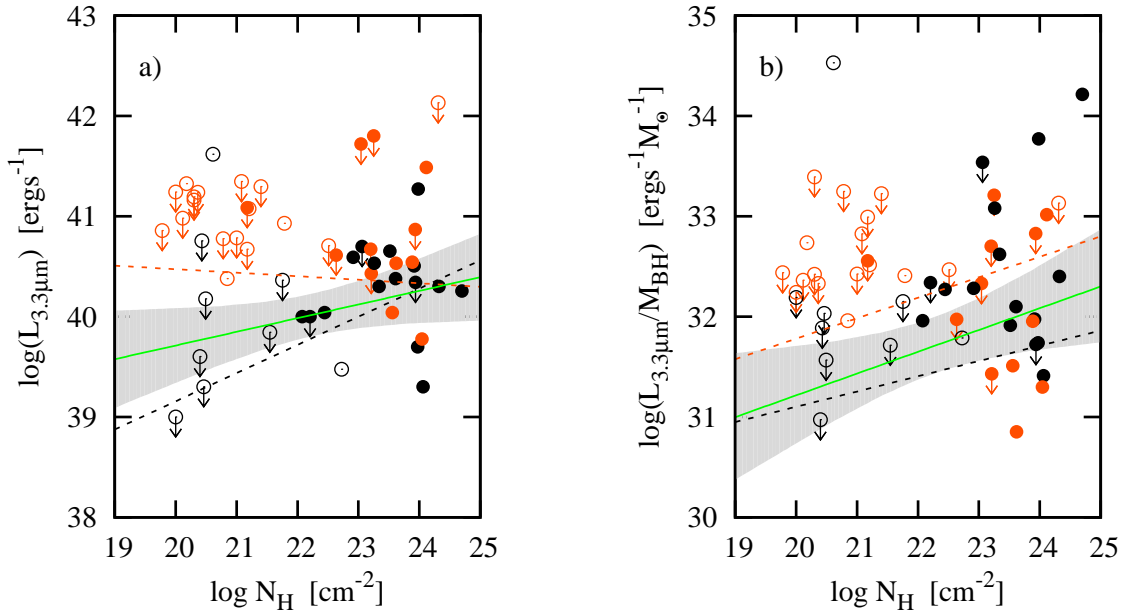 a)
log(L3.3μm) [ergs-1]
43
42
41
40
39
38
19 20 21 22 23 24 25
log NH [cm-2]
b)
log(L3.3μm/MBH) [ergs-1M⊙-1]
35
34
33
32
31
30
19 20 21 22 23 24 25
log NH [cm-2]